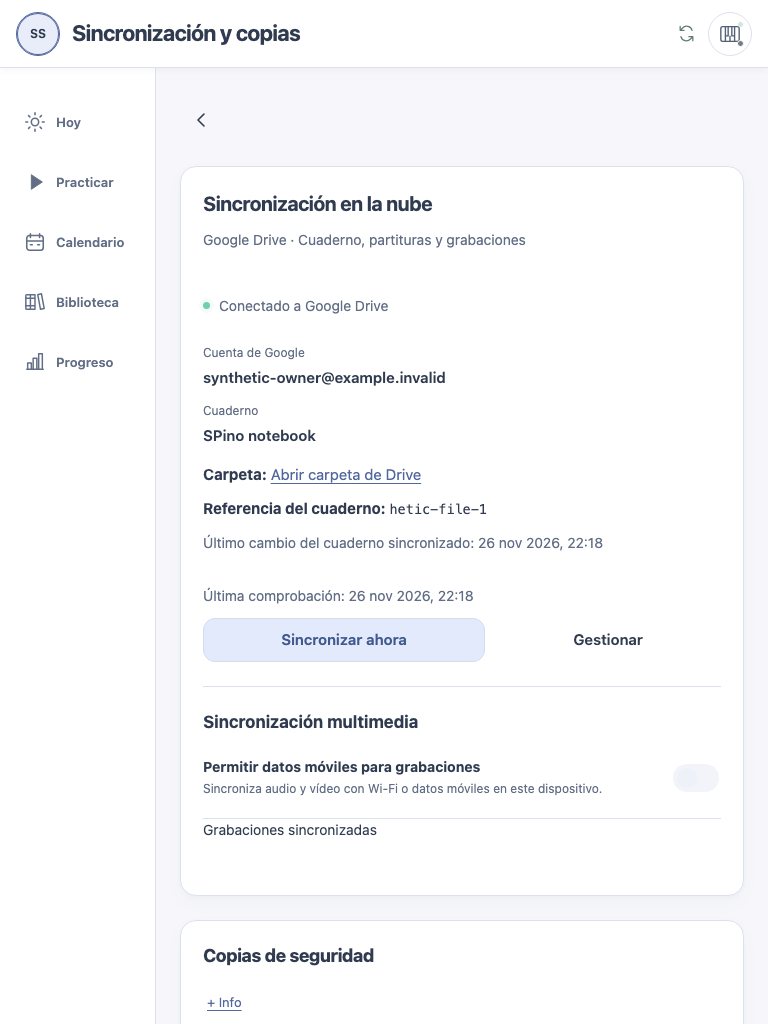 SS
Sincronización y copias
Hoy
Practicar
Calendario
Biblioteca
Progreso
Sincronización en la nube
Google Drive · Cuaderno, partituras y grabaciones
Conectado a Google Drive
Cuenta de Google
synthetic-owner@example.invalid
Cuaderno
SPino notebook
Carpeta: Abrir carpeta de Drive
Referencia del cuaderno: hetic-file-1
Último cambio del cuaderno sincronizado: 26 nov 2026, 22:18
Última comprobación: 26 nov 2026, 22:18
Sincronizar ahora
Gestionar
Sincronización multimedia
Permitir datos móviles para grabaciones
Sincroniza audio y vídeo con Wi-Fi o datos móviles en este dispositivo.
Grabaciones sincronizadas
Copias de seguridad
+ Info